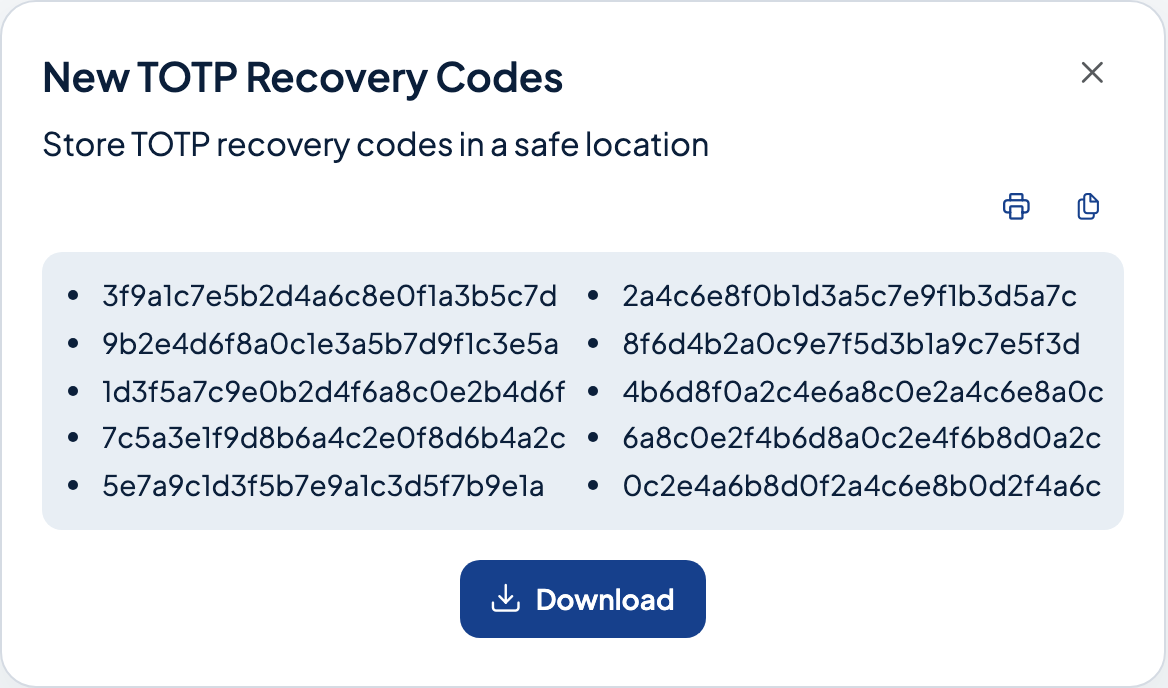 New TOTP Recovery Codes
Store TOTP recovery codes in a safe location
3f9a1c7e5b2d4a6c8e0f1a3b5c7d
2a4c6e8f0b1d3a5c7e9f1b3d5a7c
9b2e4d6f8a0c1e3a5b7d9f1c3e5a
8f6d4b2a0c9e7f5d3b1a9c7e5f3d
1d3f5a7c9e0b2d4f6a8c0e2b4d6f
4b6d8f0a2c4e6a8c0e2a4c6e8a0c
7c5a3e1f9d8b6a4c2e0f8d6b4a2c
6a8c0e2f4b6d8a0c2e4f6b8d0a2c
5e7a9c1d3f5b7e9a1c3d5f7b9e1a
0c2e4a6b8d0f2a4c6e8b0d2f4a6c
Download